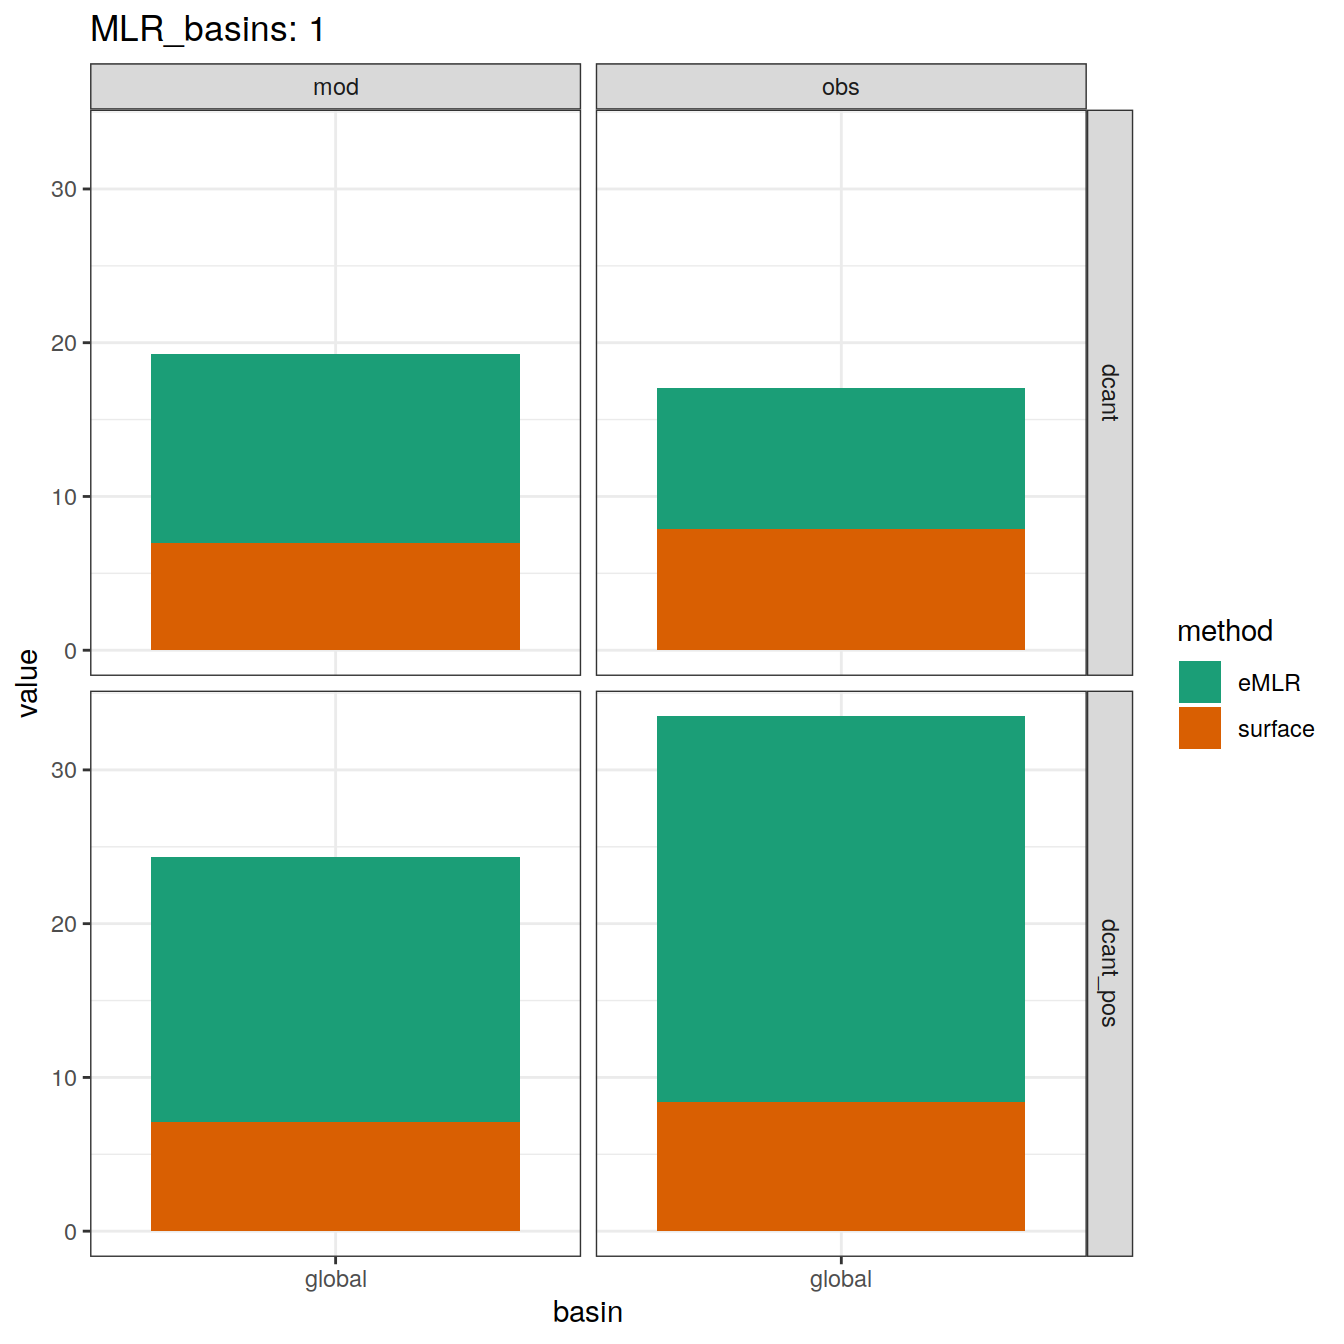 MLR_basins: 1
mod
obs
30
20
10
0
dcant
30
20
10
0
dcant_pos
value
global
global
basin
method
eMLR
surface